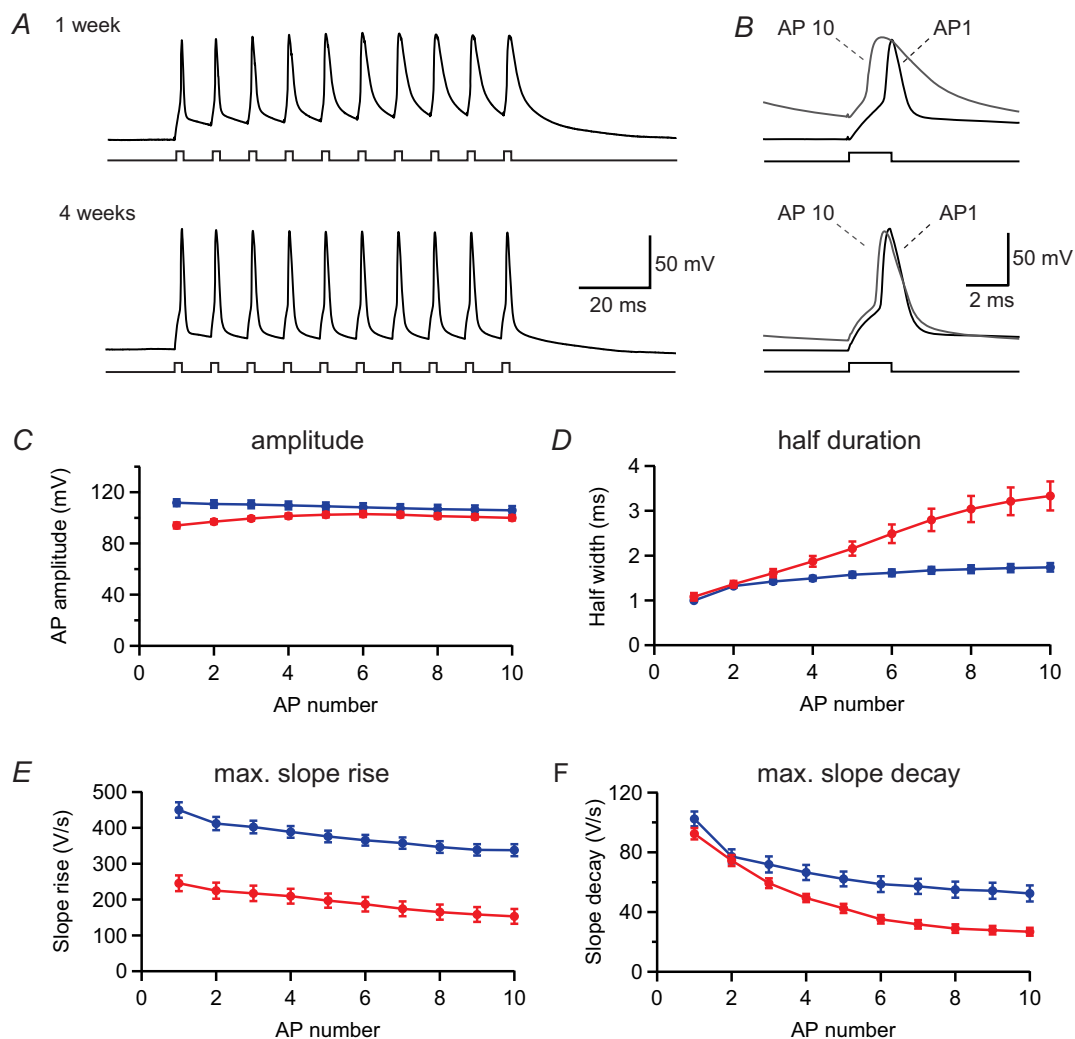 A
1 week
B
AP 10
AP1
4 weeks
50 mV
20 ms
AP 10
AP1
50 mV
2 ms
C
amplitude
AP amplitude (mV)
120
80
40
0
0 2 4 6 8 10
AP number
D
half duration
Half width (ms)
4
3
2
1
0
0 2 4 6 8 10
AP number
E
max. slope rise
Slope rise (V/s)
500
400
300
200
100
0
0 2 4 6 8 10
AP number
F
max. slope decay
Slope decay (V/s)
120
80
40
0
0 2 4 6 8 10
AP number